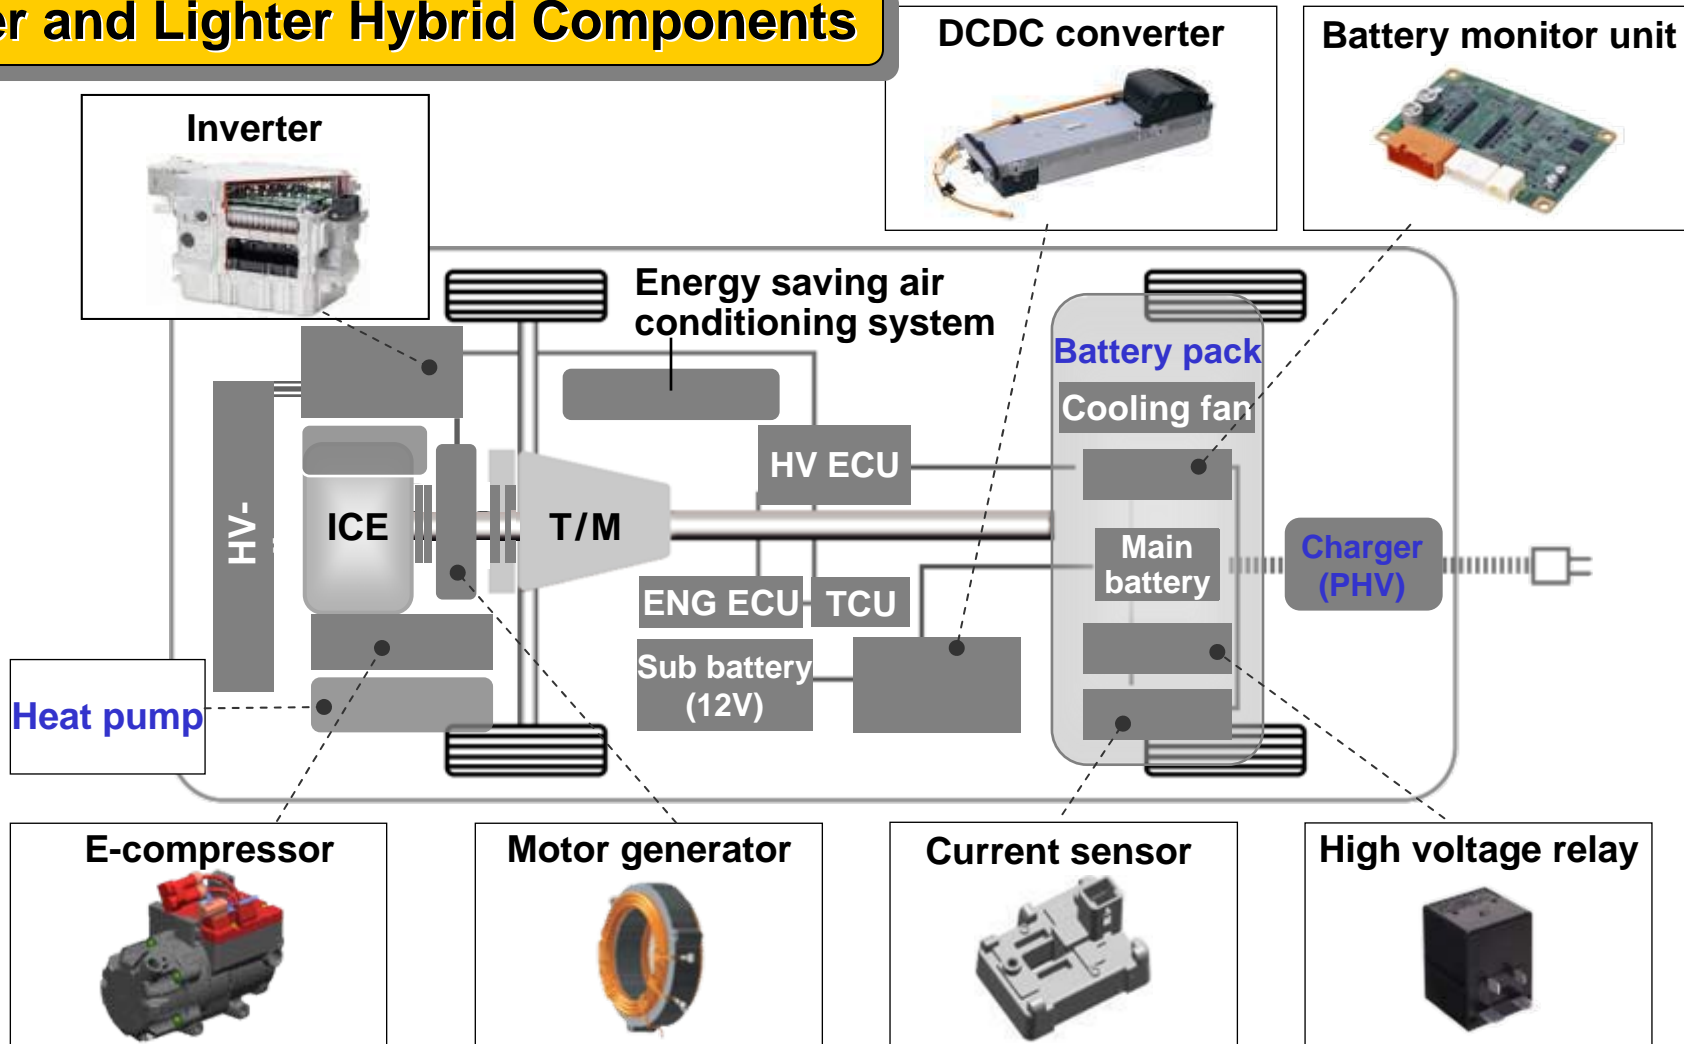 er and Lighter Hybrid Components
DCDC converter
Battery monitor unit
Inverter
Energy saving air
conditioning system
Battery pack
Cooling fan
HV ECU
HV-
ICE
T/M
Main
battery
Charger
(PHV)
ENG ECU
TCU
Sub battery
(12V)
Heat pump
E-compressor
Motor generator
Current sensor
High voltage relay